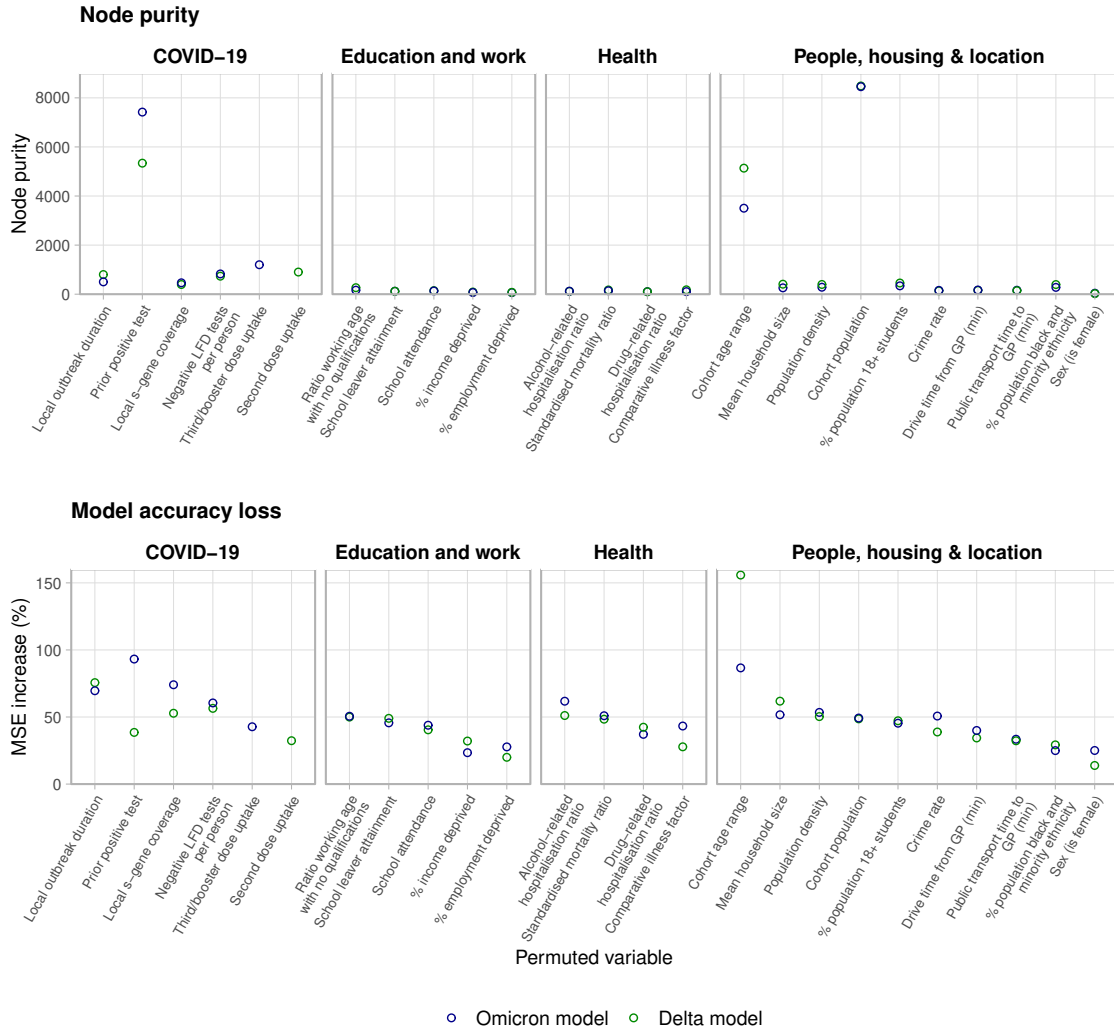 Node purity
COVID−19
Education and work
Health
People, housing & location
Node purity
8000
6000
4000
2000
0
Local outbreak duration
Prior positive test
Local s−gene coverage
Negative LFD tests
per person
Third/booster dose uptake
Second dose uptake
Ratio working age
with no qualifications
School leaver attainment
School attendance
% income deprived
% employment deprived
Alcohol−related
hospitalisation ratio
Standardised mortality ratio
Drug−related
hospitalisation ratio
Comparative illness factor
Cohort age range
Mean household size
Population density
Cohort population
% population 18+ students
Crime rate
Drive time from GP (min)
Public transport time to
GP (min)
% population black and
minority ethnicity
Sex (is female)
Model accuracy loss
COVID−19
Education and work
Health
People, housing & location
MSE increase (%)
150
100
50
0
Local outbreak duration
Prior positive test
Local s−gene coverage
Negative LFD tests
per person
Third/booster dose uptake
Second dose uptake
Ratio working age
with no qualifications
School leaver attainment
School attendance
% income deprived
% employment deprived
Alcohol−related
hospitalisation ratio
Standardised mortality ratio
Drug−related
hospitalisation ratio
Comparative illness factor
Cohort age range
Mean household size
Population density
Cohort population
% population 18+ students
Crime rate
Drive time from GP (min)
Public transport time to
GP (min)
% population black and
minority ethnicity
Sex (is female)
Permuted variable
Omicron model
Delta model